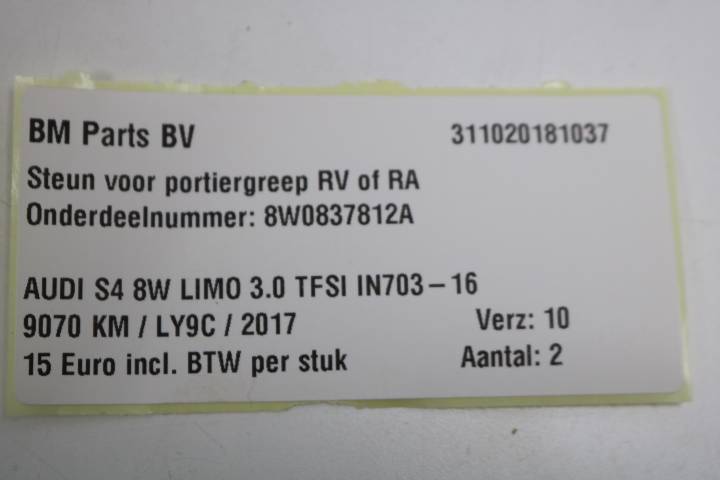 BM Parts BV 311020181037
Steun voor portiergreep RV of RA
Onderdeelnummer: 8W0837812A
AUDI S4 8W LIMO 3.0 TFSI IN703-16
9070 KM / LY9C / 2017 Verz: 10
15 Euro incl. BTW per stuk Aantal: 2